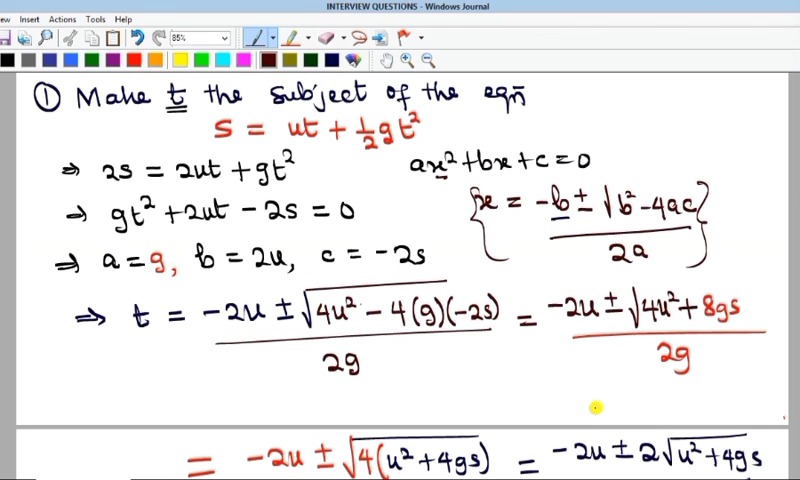 INTERVIEW QUESTIONS - Windows Journal
ew Insert Actions Tools Help
85%
① Make t the subject of the eqn̄
S = ut + 1/2 gt²
⇒ 2s = 2ut + gt²
ax² + bx + c = 0
⇒ gt² + 2ut - 2s = 0
{x = -b ± √b² - 4ac / 2a}
⇒ a = g, b = 2u, c = -2s
⇒ t = -2u ± √4u² - 4(g)(-2s) / 2g = -2u ± √4u² + 8gs / 2g
= -2u ± √4(u² + 4gs) = -2u ± 2√u² + 4gs